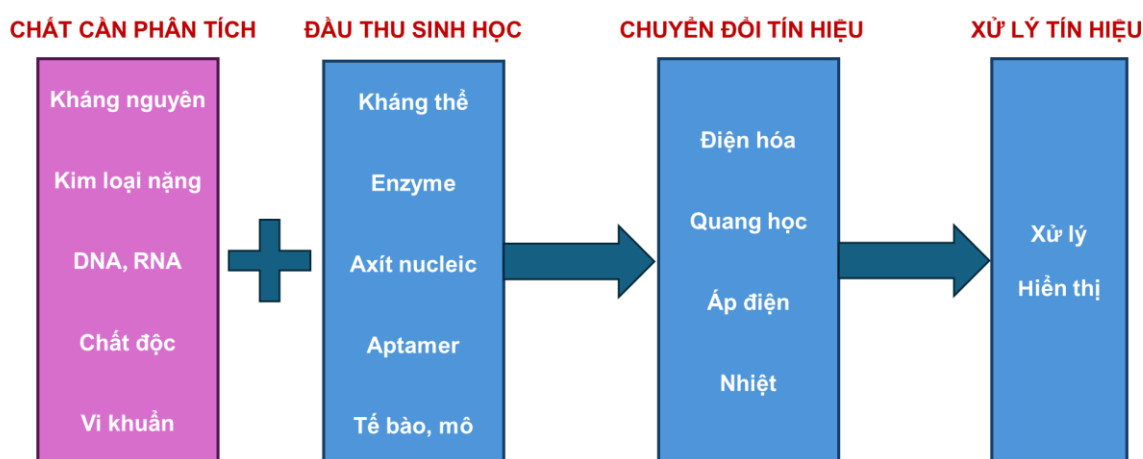 CHẤT CẦN PHÂN TÍCH
ĐẦU THU SINH HỌC
CHUYỂN ĐỔI TÍN HIỆU
XỬ LÝ TÍN HIỆU
Kháng nguyên
Kim loại nặng
DNA, RNA
Chất độc
Vi khuẩn
Kháng thể
Enzyme
Axít nucleic
Aptamer
Tế bào, mô
Điện hóa
Quang học
Áp điện
Nhiệt
Xử lý
Hiển thị